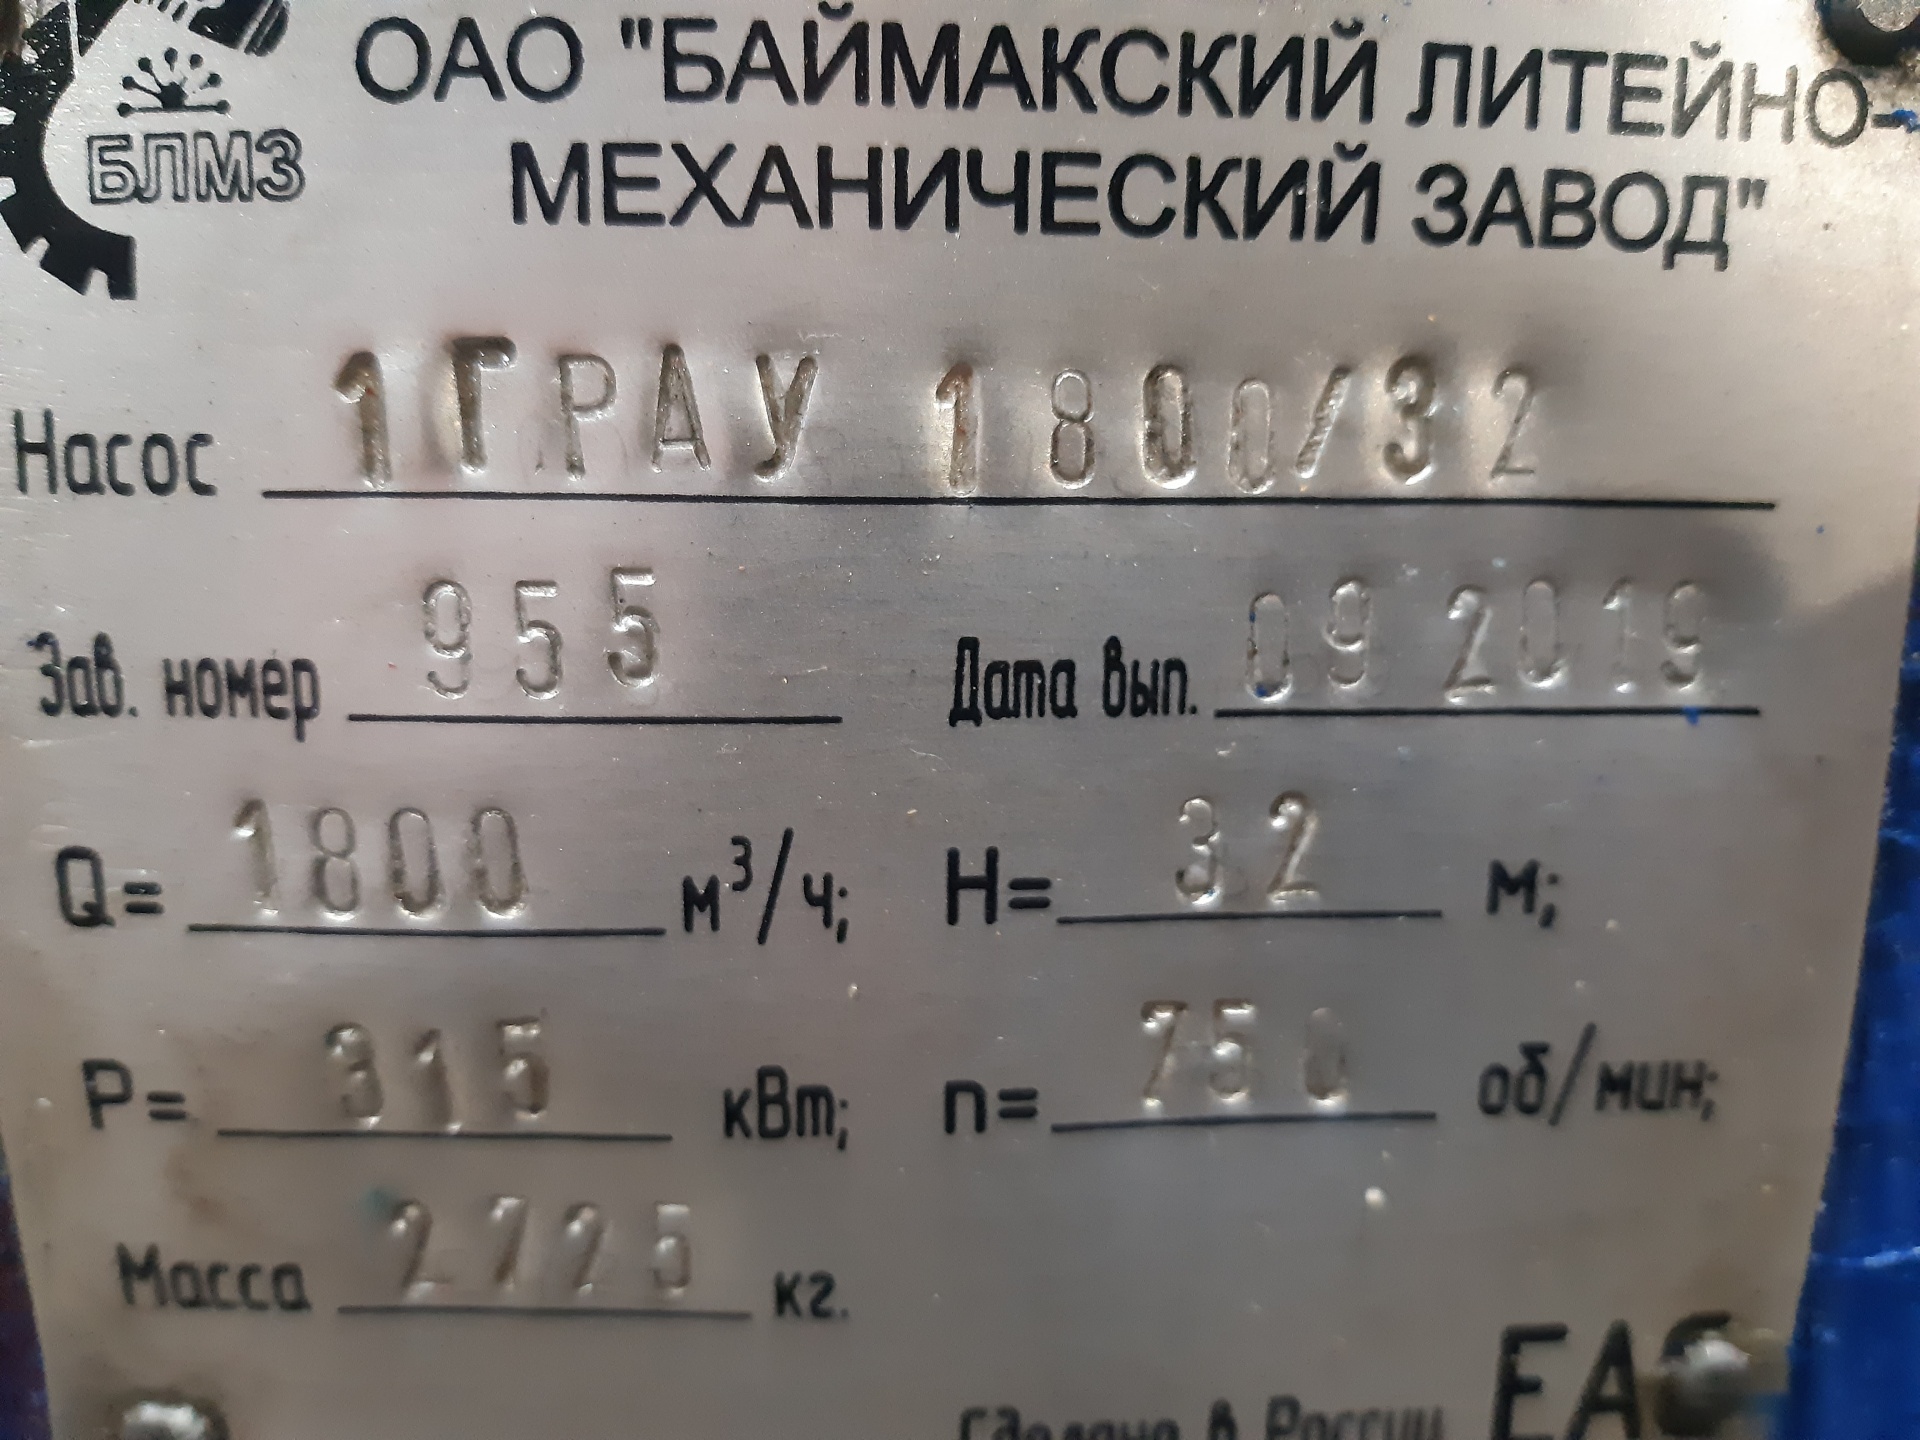 БЛМЗ
ОАО "БАЙМАКСКИЙ ЛИТЕЙНО-
МЕХАНИЧЕСКИЙ ЗАВОД"
Насос 1ГРАУ 1800/32
Зав. номер 955 Дата вып. 09 2019
Q= 1800 м³/ч; H= 32 м;
P= 315 кВт; n= 750 об/мин;
Масса 2725 кг.
Сделано в России EAC